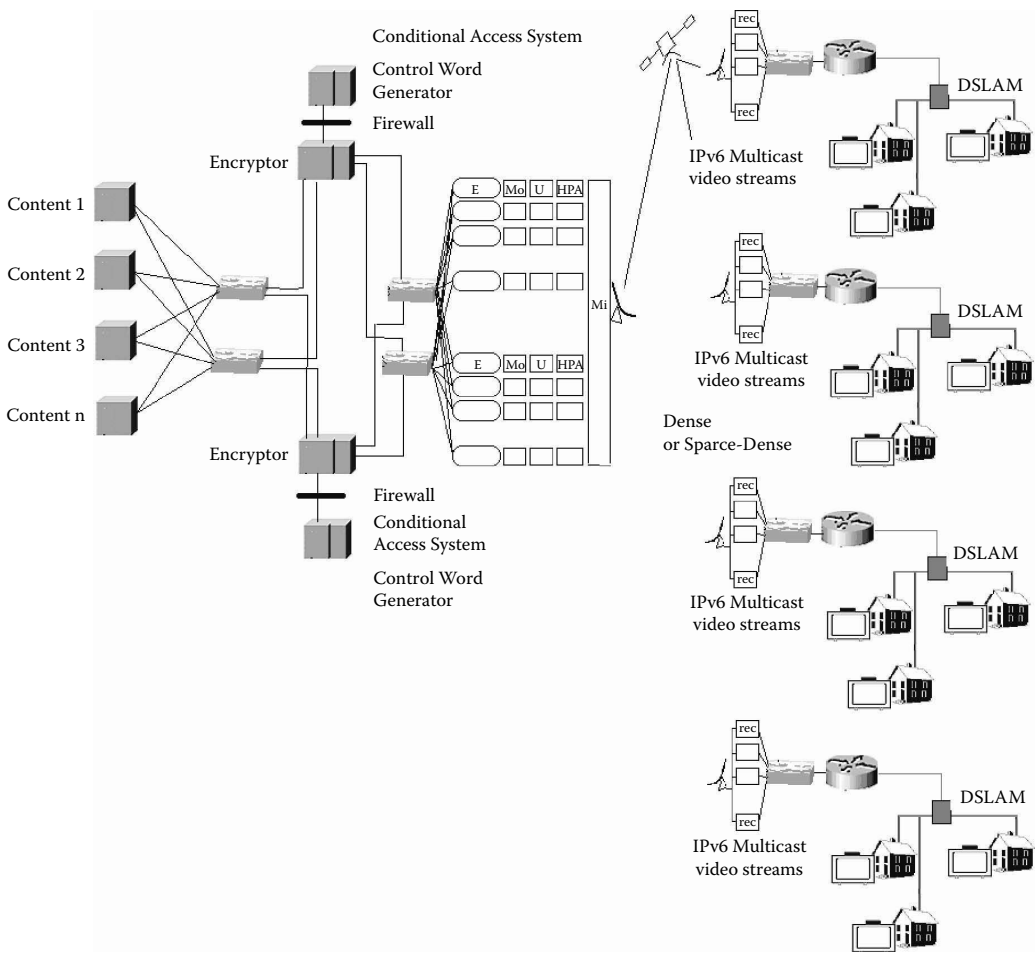 Conditional Access System
Control Word
Generator
Firewall
Encryptor
Content 1
Content 2
Content 3
Content n
Encryptor
Firewall
Conditional
Access System
Control Word
Generator
E Mo U HPA
E Mo U HPA
Mi
rec
rec
DSLAM
IPv6 Multicast
video streams
rec
rec
DSLAM
IPv6 Multicast
video streams
Dense
or Sparce-Dense
rec
rec
DSLAM
IPv6 Multicast
video streams
rec
rec
DSLAM
IPv6 Multicast
video streams